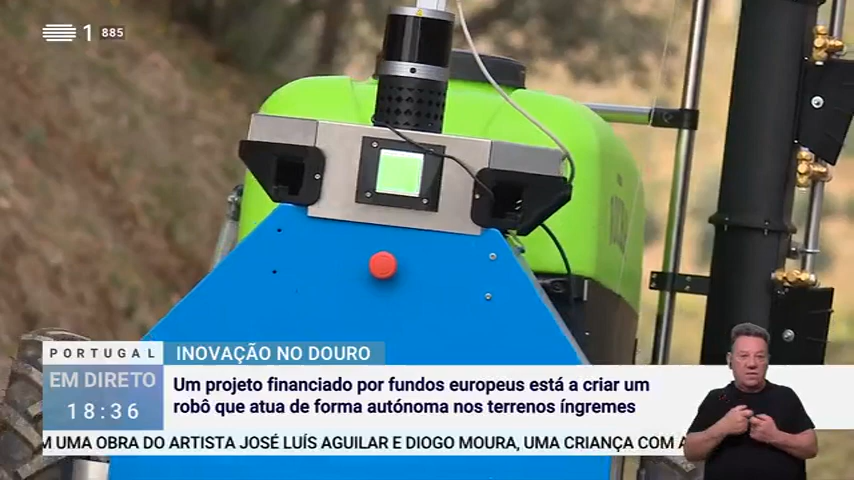 1 885
PORTUGAL
INOVAÇÃO NO DOURO
EM DIRETO
18:36
Um projeto financiado por fundos europeus está a criar um
robô que atua de forma autónoma nos terrenos íngremes
M UMA OBRA DO ARTISTA JOSÉ LUÍS AGUILAR E DIOGO MOURA, UMA CRIANÇA COM